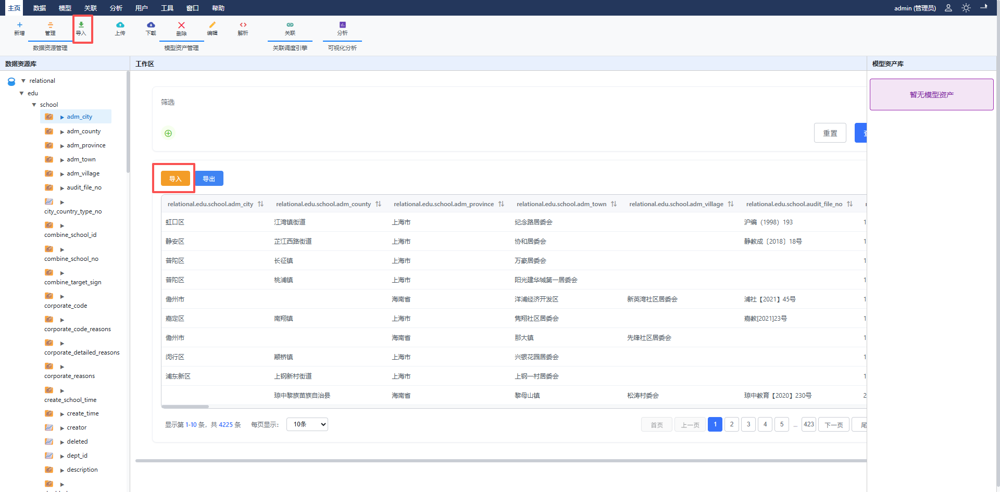 主页 数据 模型 关联 分析 用户 工具 窗口 帮助 admin (管理员)
新增 管理 导入 上传 下载 删除 编辑 解析 关联 分析
数据资源管理 模型资产管理 关联调度引擎 可视化分析
数据资源库
relational
edu
school
adm_city
adm_county
adm_province
adm_town
adm_village
audit_file_no
city_country_type_no
combine_school_id
combine_school_no
combine_target_sign
corporate_code
corporate_code_reasons
corporate_detailed_reasons
corporate_reasons
create_school_time
create_time
creator
deleted
dept_id
description
工作区
筛选
重置
导入 导出
relational.edu.school.adm_city relational.edu.school.adm_county relational.edu.school.adm_province relational.edu.school.adm_town relational.edu.school.adm_village relational.edu.school.audit_file_no
虹口区 江湾镇街道 上海市 纪念路居委会 沪编（1998）193 1
静安区 芷江西路街道 上海市 协和居委会 静教成〔2018〕18号 1
普陀区 长征镇 上海市 万豪居委会 1
普陀区 桃浦镇 上海市 阳光建华城第一居委会 1
儋州市 海南省 洋浦经济开发区 新英湾社区居委会 浦社【2021】45号 1
嘉定区 南翔镇 上海市 隽翔社区居委会 嘉教[2021]23号 1
儋州市 海南省 那大镇 先锋社区居委会 1
闵行区 颛桥镇 上海市 兴银花园居委会 1
浦东新区 上钢新村街道 上海市 上钢一村居委会 1
琼中黎族苗族自治县 海南省 黎母山镇 松涛村委会 琼中教育【2020】230号 2
显示第 1-10 条，共 4225 条 每页显示： 10条 首页 上一页 1 2 3 4 5 ... 423 下一页 尾
模型资产库
暂无模型资产